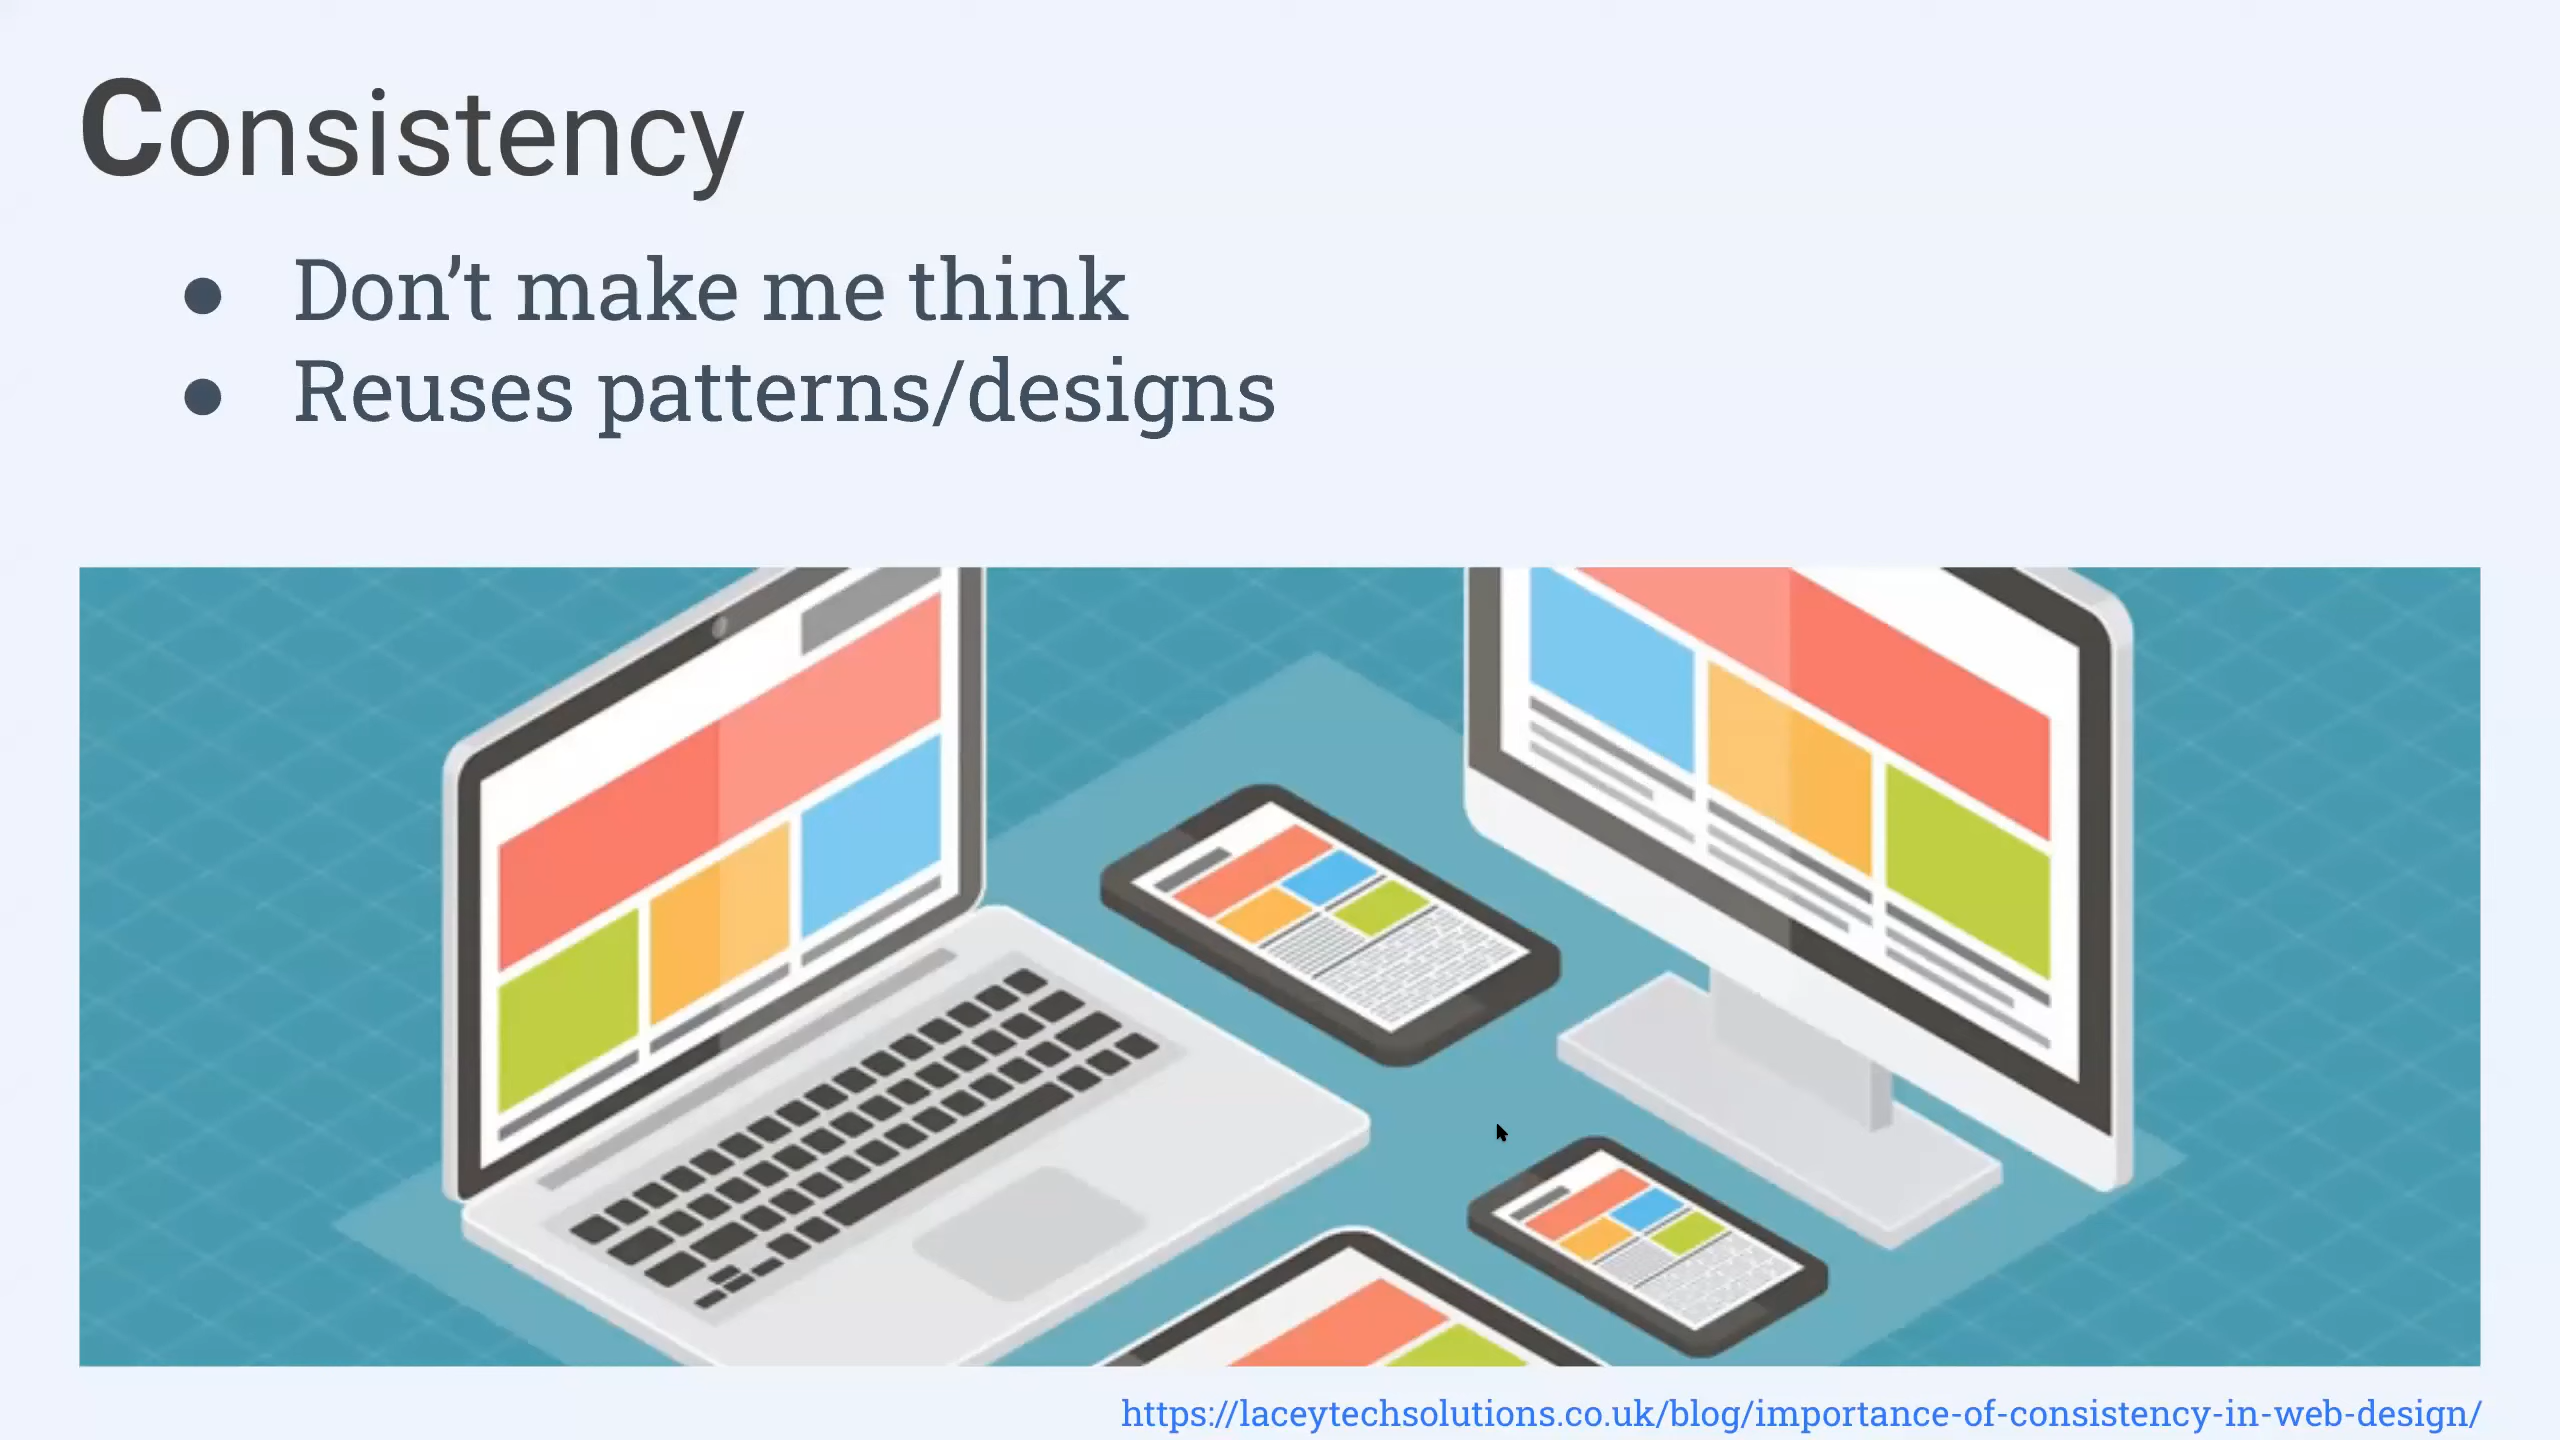 Consistency
● Don’t make me think
● Reuses patterns/designs
https://laceytechsolutions.co.uk/blog/importance-of-consistency-in-web-design/